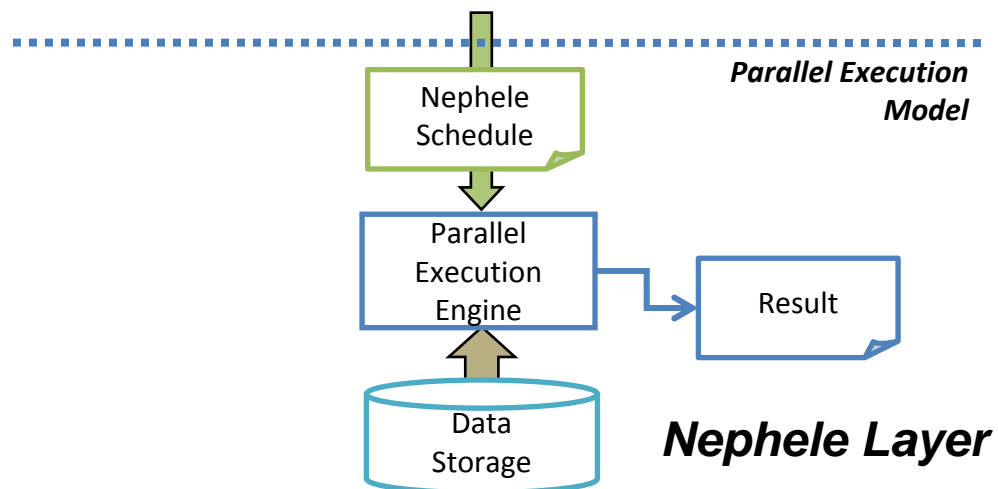 Parallel Execution
Model
Nephele
Schedule
Parallel
Execution
Engine
Result
Data
Storage
Nephele Layer